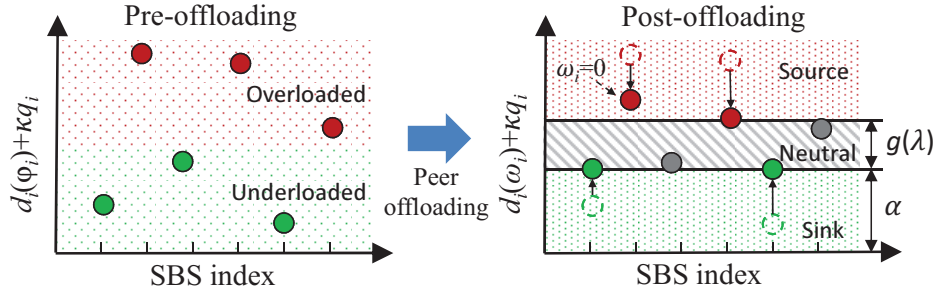 Pre-offloading
Overloaded
Underloaded
d_i(φ_i)+κq_i
SBS index
Peer
offloading
Post-offloading
ω_i=0
Source
Neutral
Sink
g(λ)
α
d_i(ω_i)+κq_i
SBS index